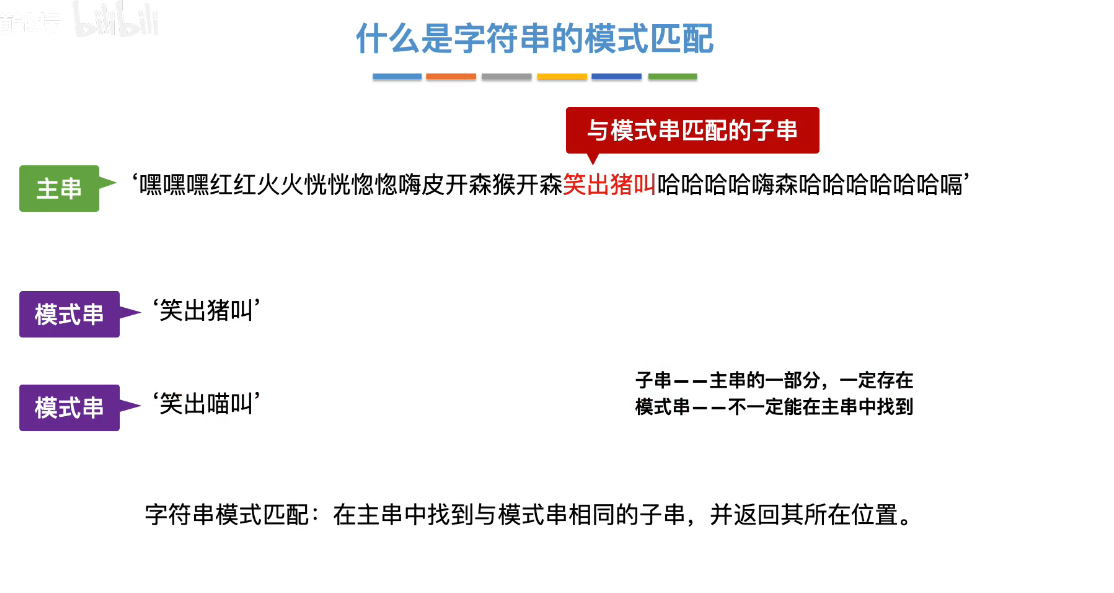 bilibili
什么是字符串的模式匹配
与模式串匹配的子串
主串
‘嘿嘿嘿红红火火恍恍惚惚嗨皮开森猴开森笑出猪叫哈哈哈哈嗨森哈哈哈哈哈哈嗝’
模式串
‘笑出猪叫’
模式串
‘笑出喵叫’
子串——主串的一部分，一定存在
模式串——不一定能在主串中找到
字符串模式匹配：在主串中找到与模式串相同的子串，并返回其所在位置。